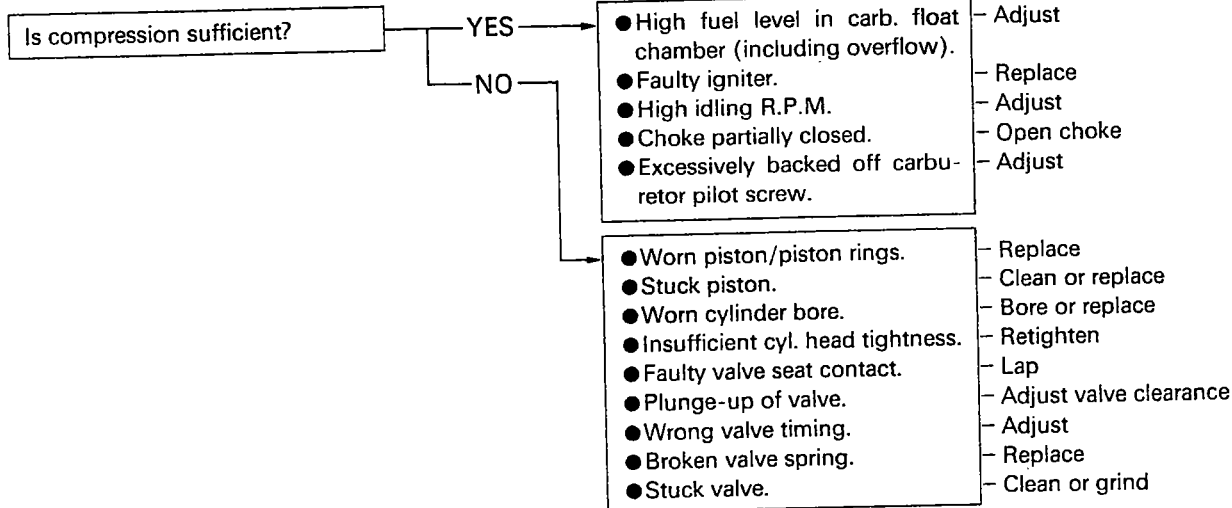 Is compression sufficient?
YES
● High fuel level in carb. float – Adjust
chamber (including overflow).
● Faulty igniter. – Replace
● High idling R.P.M. – Adjust
● Choke partially closed. – Open choke
● Excessively backed off carbu- – Adjust
retor pilot screw.
NO
● Worn piston/piston rings. – Replace
● Stuck piston. – Clean or replace
● Worn cylinder bore. – Bore or replace
● Insufficient cyl. head tightness. – Retighten
● Faulty valve seat contact. – Lap
● Plunge-up of valve. – Adjust valve clearance
● Wrong valve timing. – Adjust
● Broken valve spring. – Replace
● Stuck valve. – Clean or grind